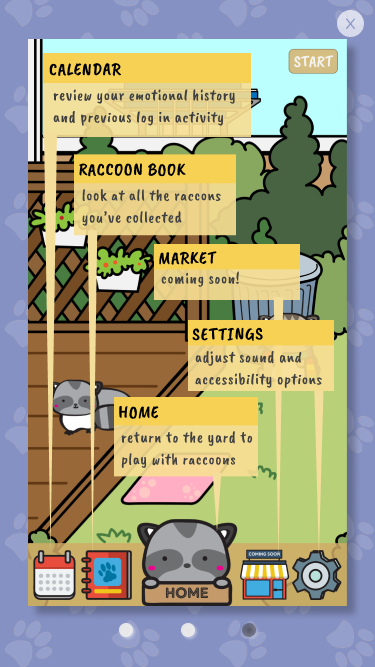 X
START
CALENDAR
review your emotional history
and previous log in activity
RACCOON BOOK
look at all the raccons
you've collected
MARKET
coming soon!
SETTINGS
adjust sound and
accessibility options
HOME
return to the yard to
play with raccoons
COMING SOON
HOME